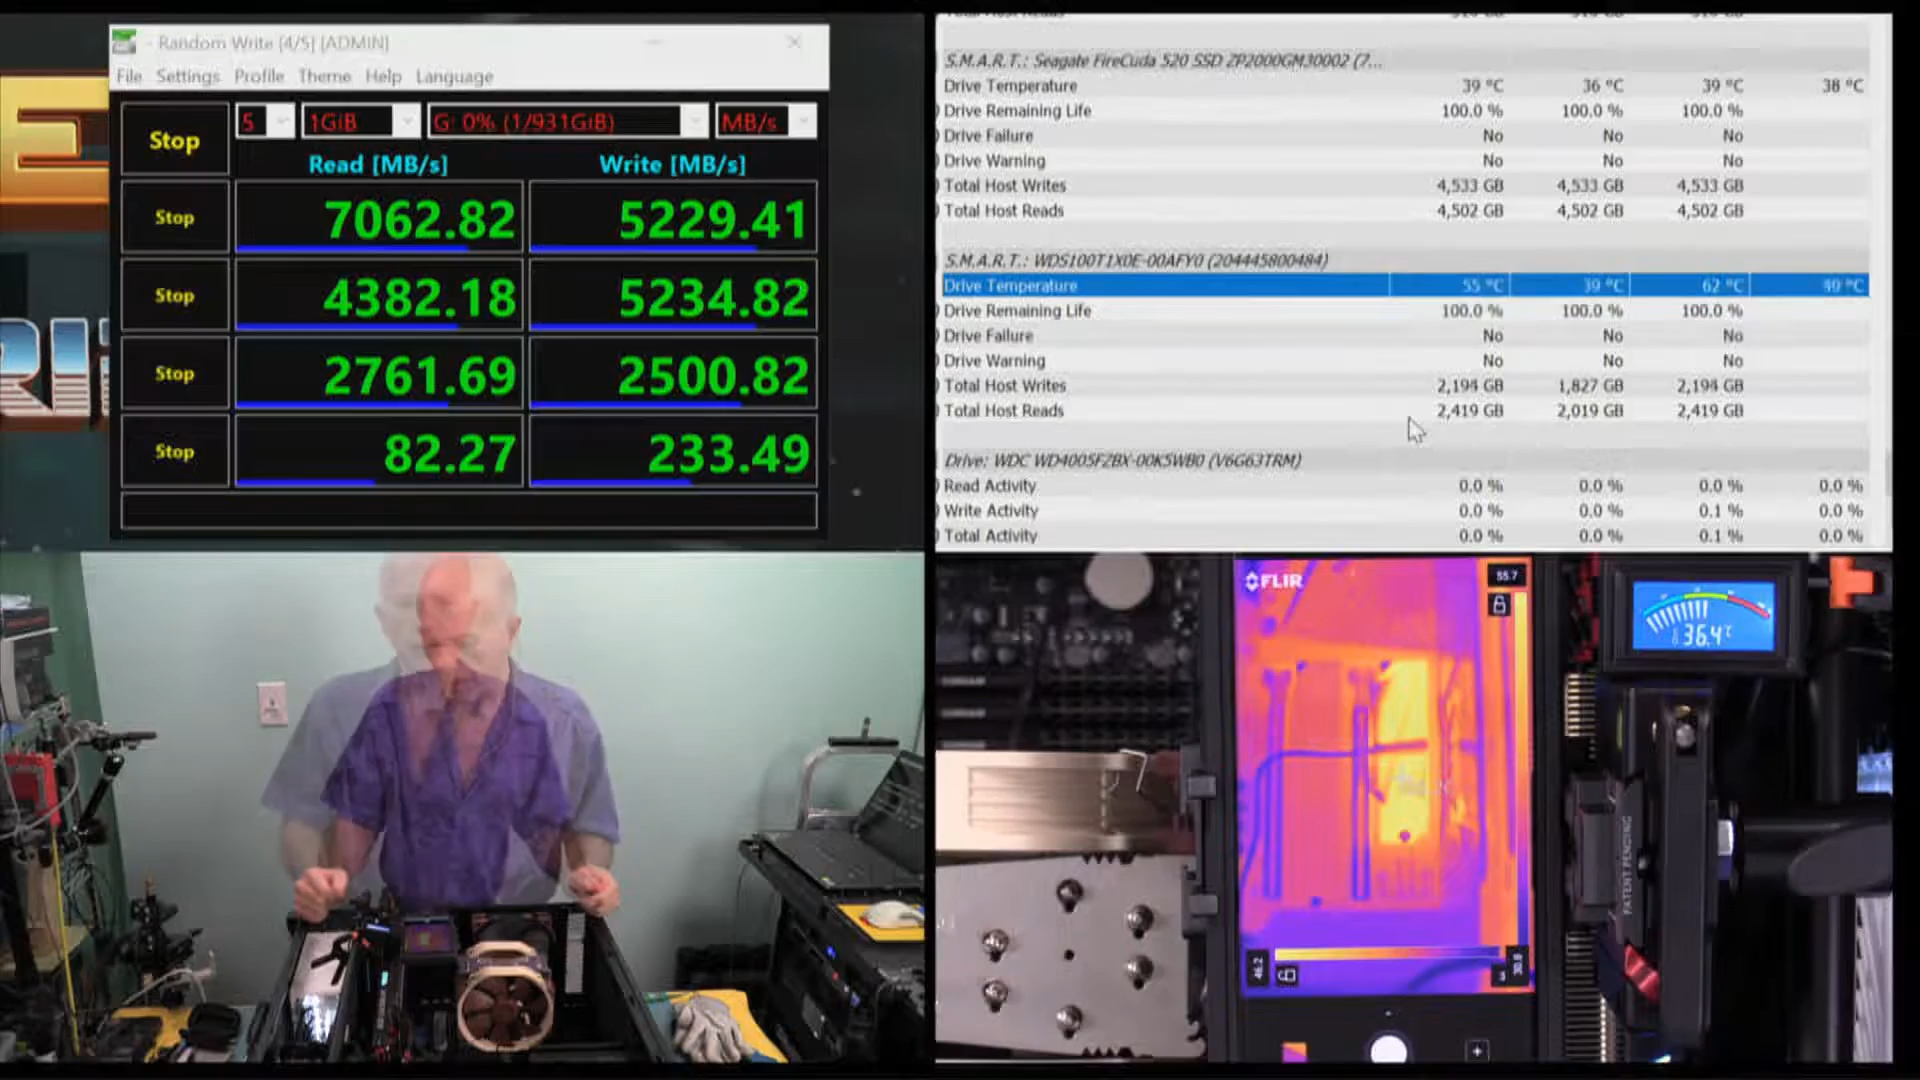 - Random Write [4/5] [ADMIN]
File Settings Profile Theme Help Language
Stop 5 1GiB G: 0% (1/931GiB) MB/s
Read [MB/s] Write [MB/s]
Stop 7062.82 5229.41
Stop 4382.18 5234.82
Stop 2761.69 2500.82
Stop 82.27 233.49
S.M.A.R.T.: Seagate FireCuda 520 SSD ZP2000GM30002 (7...
Drive Temperature 39 °C 36 °C 39 °C 38 °C
Drive Remaining Life 100.0 % 100.0 % 100.0 %
Drive Failure No No No
Drive Warning No No No
Total Host Writes 4,533 GB 4,533 GB 4,533 GB
Total Host Reads 4,502 GB 4,502 GB 4,502 GB
S.M.A.R.T.: WDS100T1X0E-00AFY0 (204445800484)
Drive Temperature 55 °C 39 °C 62 °C
Drive Remaining Life 100.0 % 100.0 % 100.0 %
Drive Failure No No No
Drive Warning No No No
Total Host Writes 2,194 GB 1,827 GB 2,194 GB
Total Host Reads 2,419 GB 2,019 GB 2,419 GB
Drive: WDC WD4005FZBX-00K5WB0 (V6G63TRM)
Read Activity 0.0 % 0.0 % 0.0 % 0.0 %
Write Activity 0.0 % 0.0 % 0.1 % 0.0 %
Total Activity 0.0 % 0.0 % 0.1 % 0.0 %
FLIR
55.7
36.4°C
PATENT PENDING
46.2
30.8